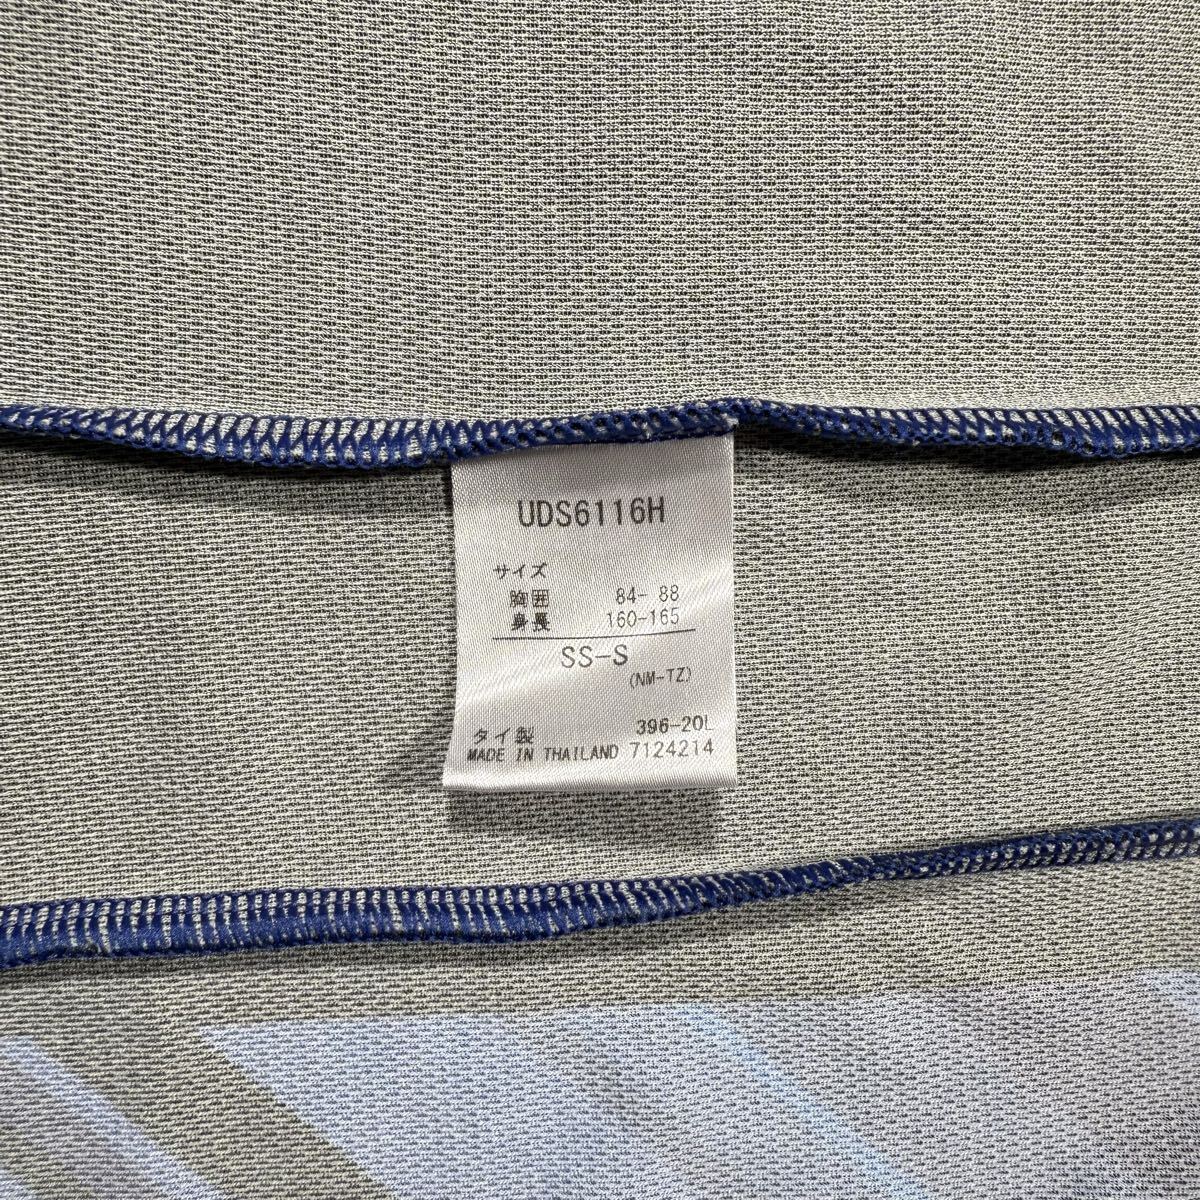 UDS6116H
サイズ
胸囲 84- 88
身長 160-165
SS-S
(NM-TZ)
タイ製 396-20L
MADE IN THAILAND 7124214